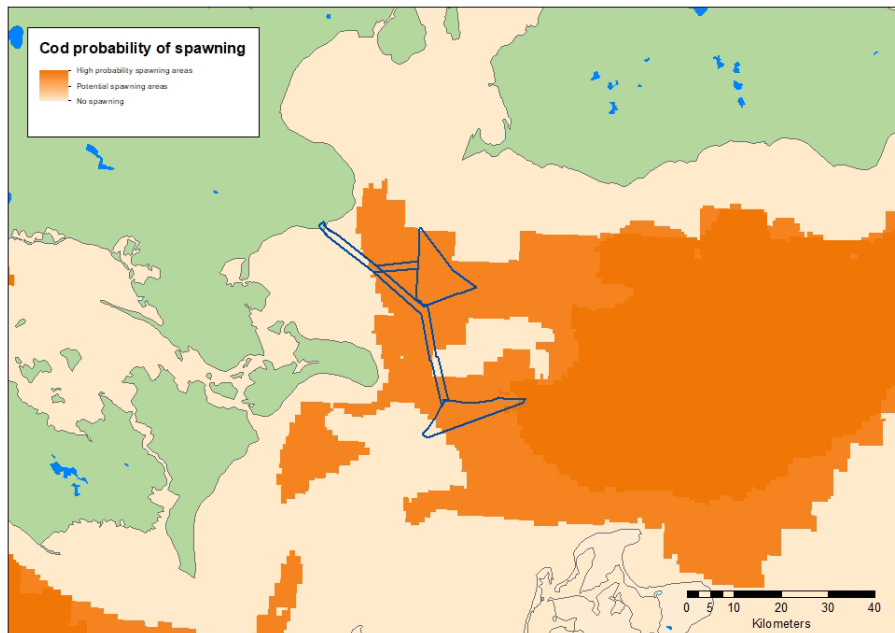 Cod probability of spawning
High probability spawning areas
Potential spawning areas
No spawning
0 5 10 20 30 40
Kilometers